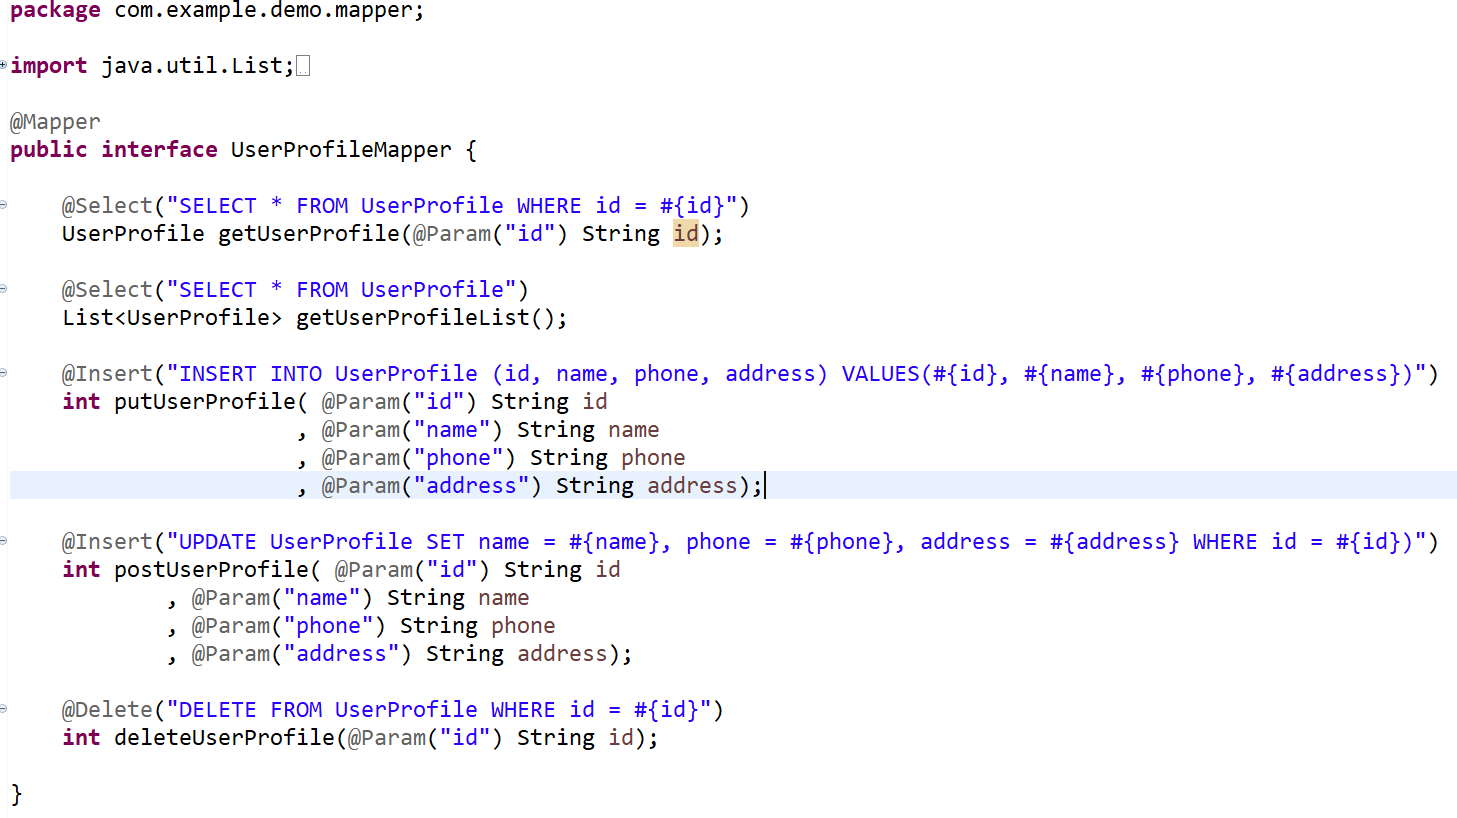 package com.example.demo.mapper;
import java.util.List;
@Mapper
public interface UserProfileMapper {
@Select("SELECT * FROM UserProfile WHERE id = #{id}")
UserProfile getUserProfile(@Param("id") String id);
@Select("SELECT * FROM UserProfile")
List<UserProfile> getUserProfileList();
@Insert("INSERT INTO UserProfile (id, name, phone, address) VALUES(#{id}, #{name}, #{phone}, #{address})")
int putUserProfile( @Param("id") String id
, @Param("name") String name
, @Param("phone") String phone
, @Param("address") String address);
@Insert("UPDATE UserProfile SET name = #{name}, phone = #{phone}, address = #{address} WHERE id = #{id})")
int postUserProfile( @Param("id") String id
, @Param("name") String name
, @Param("phone") String phone
, @Param("address") String address);
@Delete("DELETE FROM UserProfile WHERE id = #{id}")
int deleteUserProfile(@Param("id") String id);
}